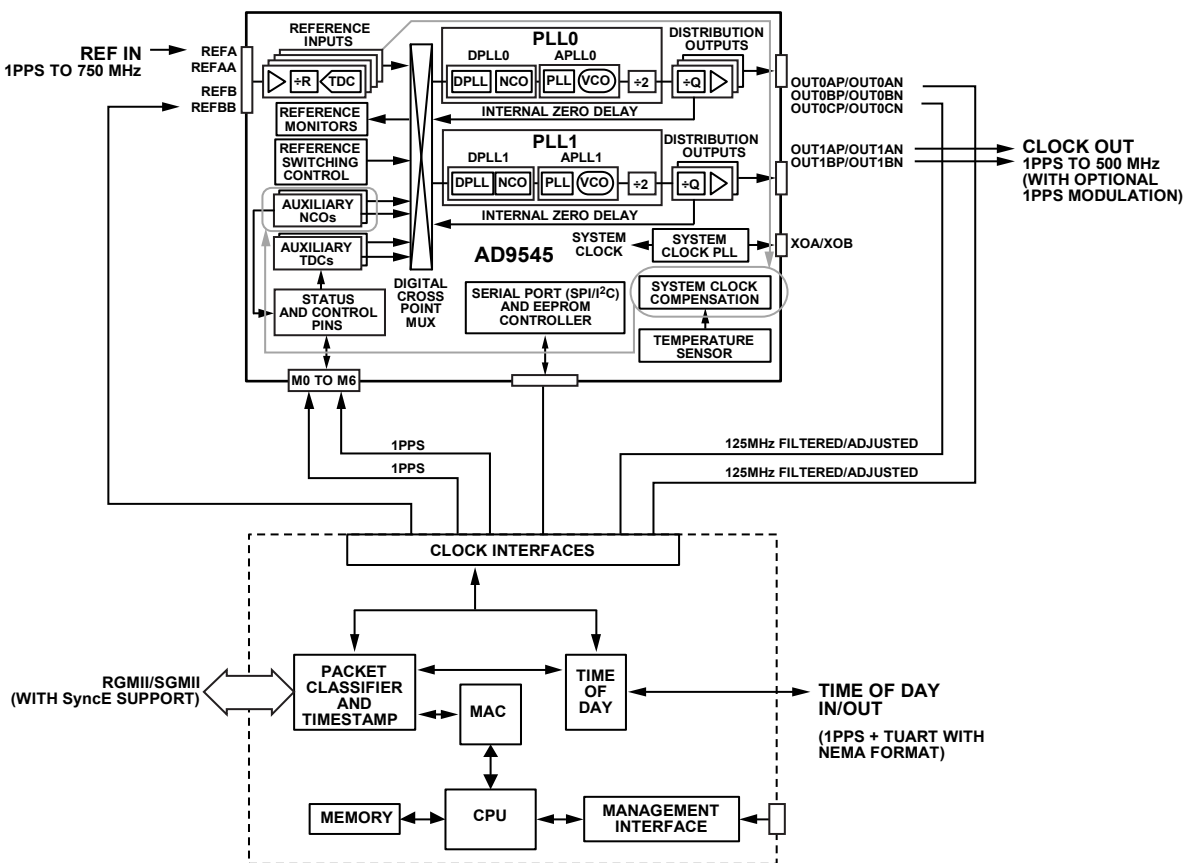 REF IN
1PPS TO 750 MHz
REFA
REFAA
REFB
REFBB
REFERENCE
INPUTS
÷R
TDC
REFERENCE
MONITORS
REFERENCE
SWITCHING
CONTROL
AUXILIARY
NCOs
AUXILIARY
TDCs
STATUS
AND CONTROL
PINS
M0 TO M6
DIGITAL
CROSS
POINT
MUX
PLL0
DPLL0
APLL0
DPLL
NCO
PLL
VCO
÷2
DISTRIBUTION
OUTPUTS
÷Q
INTERNAL ZERO DELAY
PLL1
DPLL1
APLL1
DPLL
NCO
PLL
VCO
÷2
DISTRIBUTION
OUTPUTS
÷Q
INTERNAL ZERO DELAY
AD9545
SYSTEM
CLOCK
SYSTEM
CLOCK PLL
SERIAL PORT (SPI/I²C)
AND EEPROM
CONTROLLER
SYSTEM CLOCK
COMPENSATION
TEMPERATURE
SENSOR
OUT0AP/OUT0AN
OUT0BP/OUT0BN
OUT0CP/OUT0CN
OUT1AP/OUT1AN
OUT1BP/OUT1BN
XOA/XOB
CLOCK OUT
1PPS TO 500 MHz
(WITH OPTIONAL
1PPS MODULATION)
1PPS
1PPS
125MHz FILTERED/ADJUSTED
125MHz FILTERED/ADJUSTED
CLOCK INTERFACES
RGMII/SGMII
(WITH SyncE SUPPORT)
PACKET
CLASSIFIER
AND
TIMESTAMP
MAC
TIME
OF
DAY
TIME OF DAY
IN/OUT
(1PPS + TUART WITH
NEMA FORMAT)
MEMORY
CPU
MANAGEMENT
INTERFACE